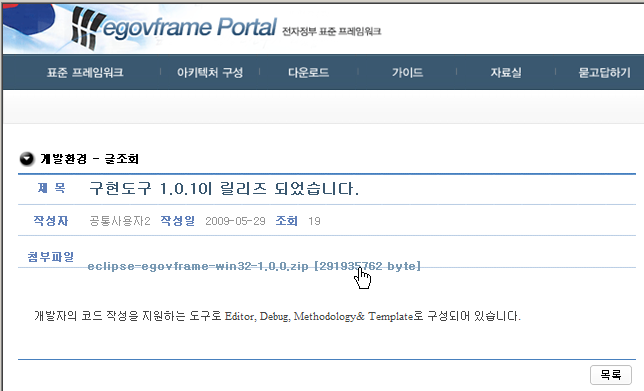 egovframe Portal 전자정부 표준 프레임워크
표준 프레임워크 아키텍처 구성 다운로드 가이드 자료실 묻고답하기
개발환경 - 글조회
제 목 구현도구 1.0.10이 릴리즈 되었습니다.
작성자 공통사용자2 작성일 2009-05-29 조회 19
첨부파일 eclipse-egovframe-win32-1.0.0.zip [291935762 byte]
개발자의 코드 작성을 지원하는 도구로 Editor, Debug, Methodology& Template로 구성되어 있습니다.
목록